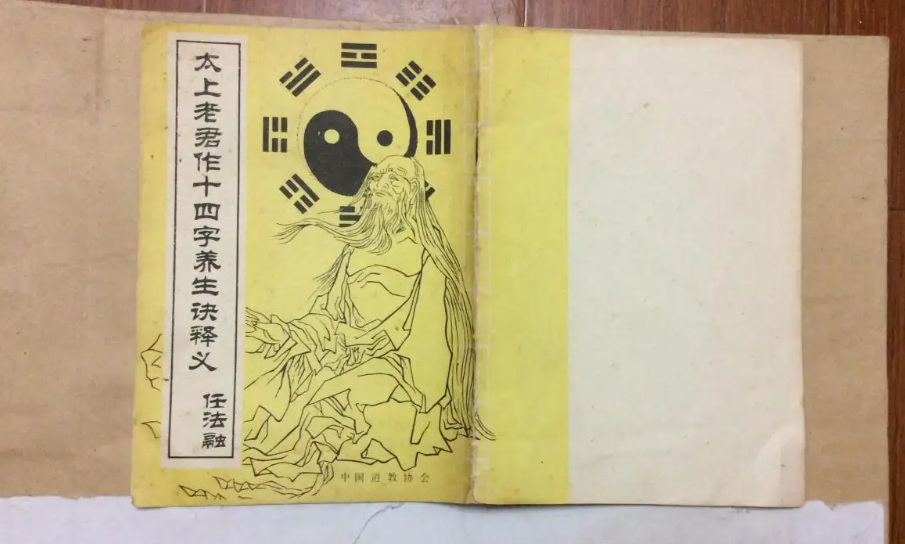 太上老君作十四字养生诀释义
任法融
中国道教协会